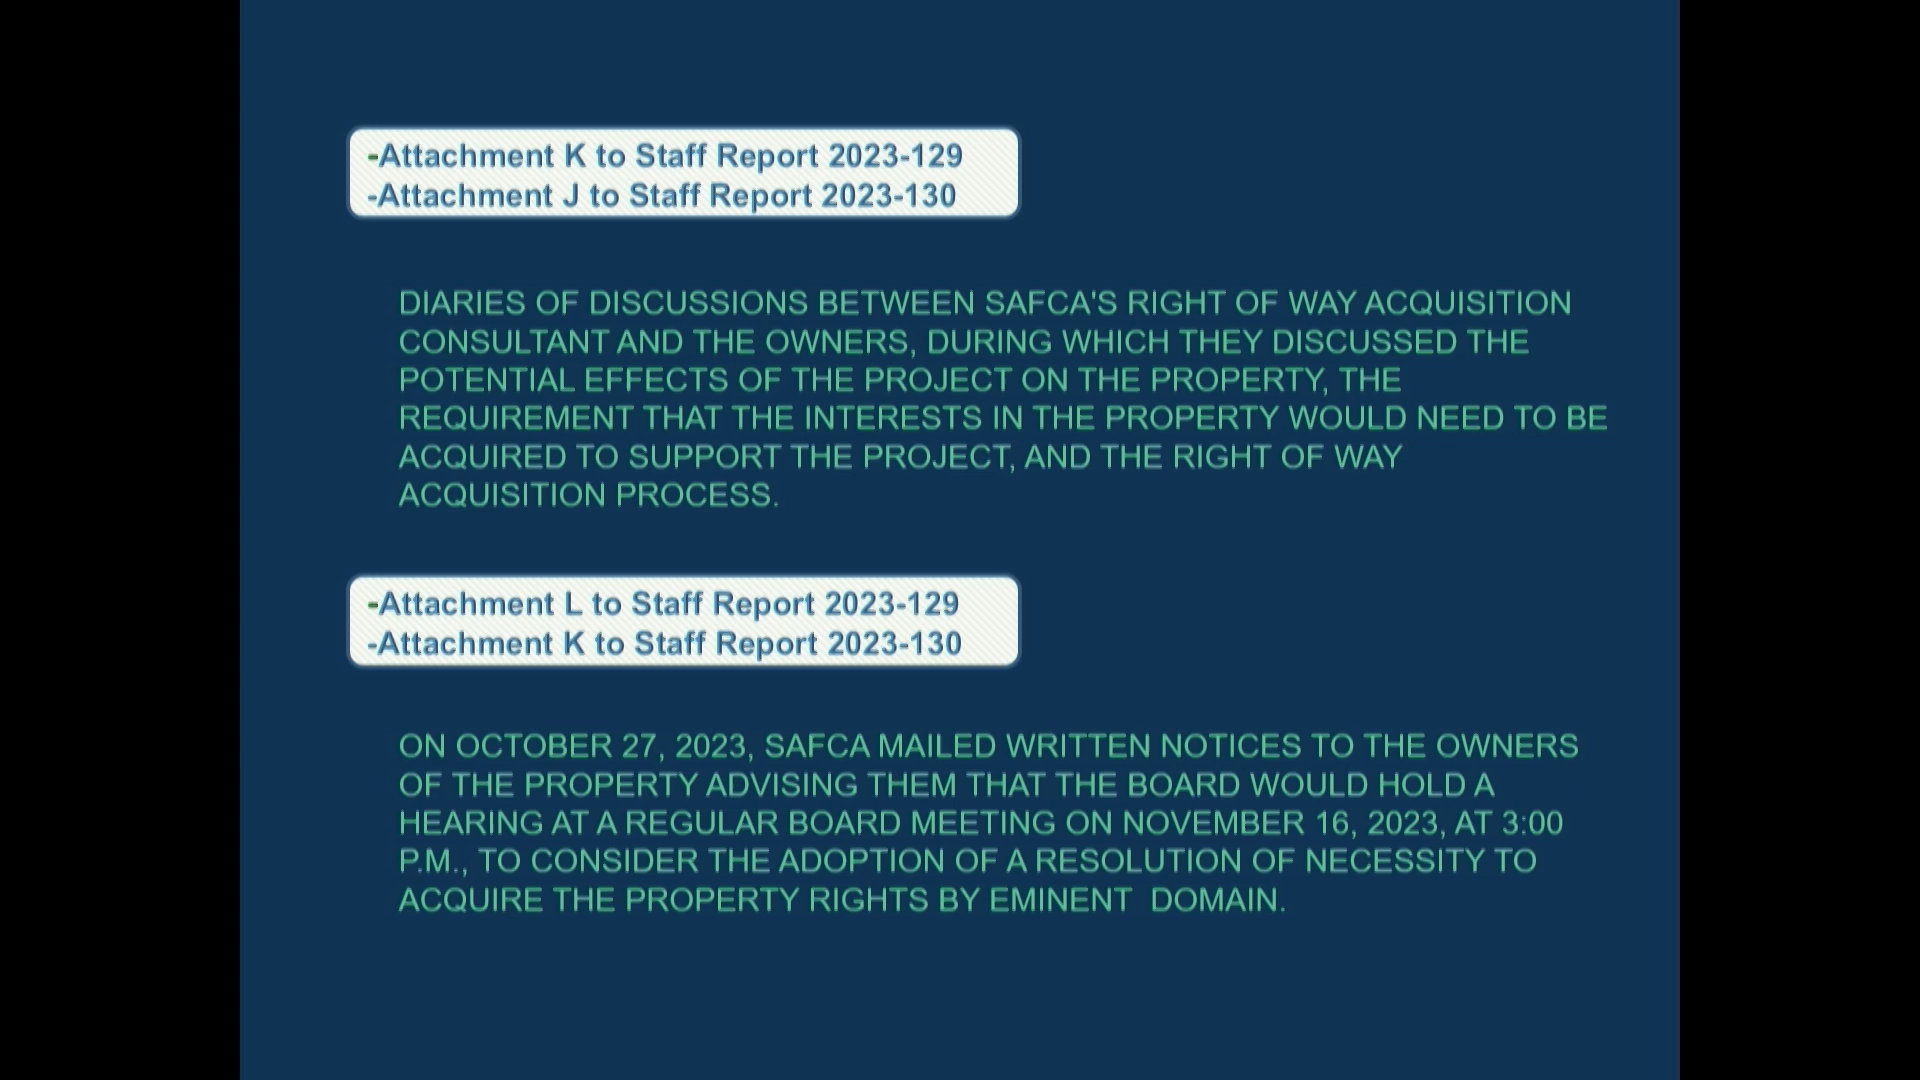 -Attachment K to Staff Report 2023-129
-Attachment J to Staff Report 2023-130
DIARIES OF DISCUSSIONS BETWEEN SAFCA'S RIGHT OF WAY ACQUISITION
CONSULTANT AND THE OWNERS, DURING WHICH THEY DISCUSSED THE
POTENTIAL EFFECTS OF THE PROJECT ON THE PROPERTY, THE
REQUIREMENT THAT THE INTERESTS IN THE PROPERTY WOULD NEED TO BE
ACQUIRED TO SUPPORT THE PROJECT, AND THE RIGHT OF WAY
ACQUISITION PROCESS.
-Attachment L to Staff Report 2023-129
-Attachment K to Staff Report 2023-130
ON OCTOBER 27, 2023, SAFCA MAILED WRITTEN NOTICES TO THE OWNERS
OF THE PROPERTY ADVISING THEM THAT THE BOARD WOULD HOLD A
HEARING AT A REGULAR BOARD MEETING ON NOVEMBER 16, 2023, AT 3:00
P.M., TO CONSIDER THE ADOPTION OF A RESOLUTION OF NECESSITY TO
ACQUIRE THE PROPERTY RIGHTS BY EMINENT  DOMAIN.